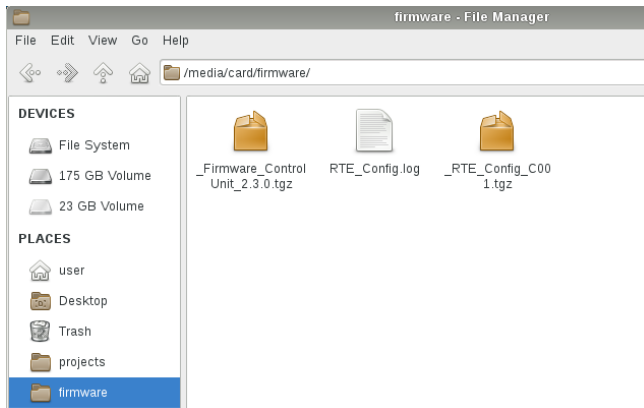 firmware - File Manager
File Edit View Go Help
/media/card/firmware/
DEVICES
File System
175 GB Volume
23 GB Volume
PLACES
user
Desktop
Trash
projects
firmware
_Firmware_Control
Unit_2.3.0.tgz
RTE_Config.log
_RTE_Config_C00
1.tgz